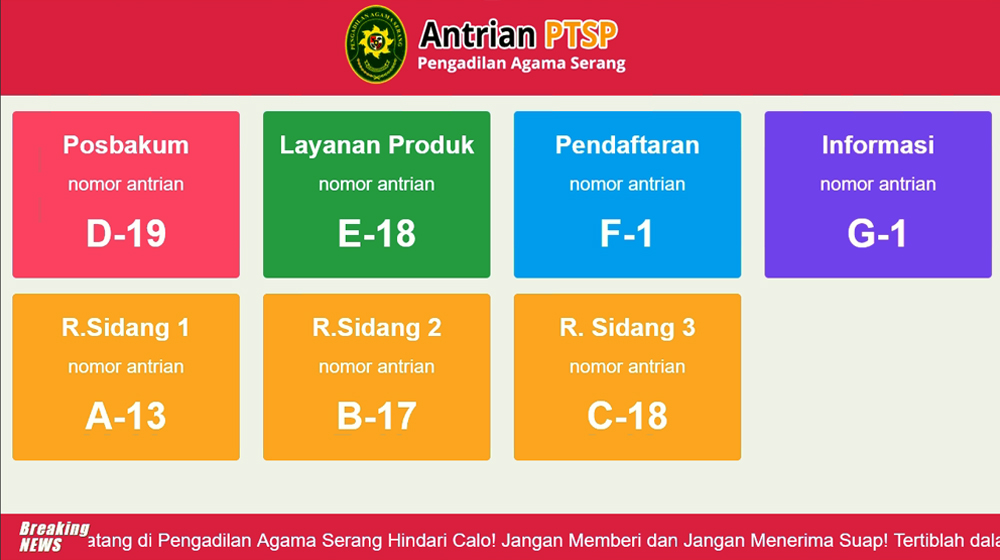 PENGADILAN AGAMA SERANG
Antrian PTSP
Pengadilan Agama Serang
Posbakum
nomor antrian
D-19
Layanan Produk
nomor antrian
E-18
Pendaftaran
nomor antrian
F-1
Informasi
nomor antrian
G-1
R.Sidang 1
nomor antrian
A-13
R.Sidang 2
nomor antrian
B-17
R. Sidang 3
nomor antrian
C-18
Breaking
NEWS
atang di Pengadilan Agama Serang Hindari Calo! Jangan Memberi dan Jangan Menerima Suap! Tertiblah dala